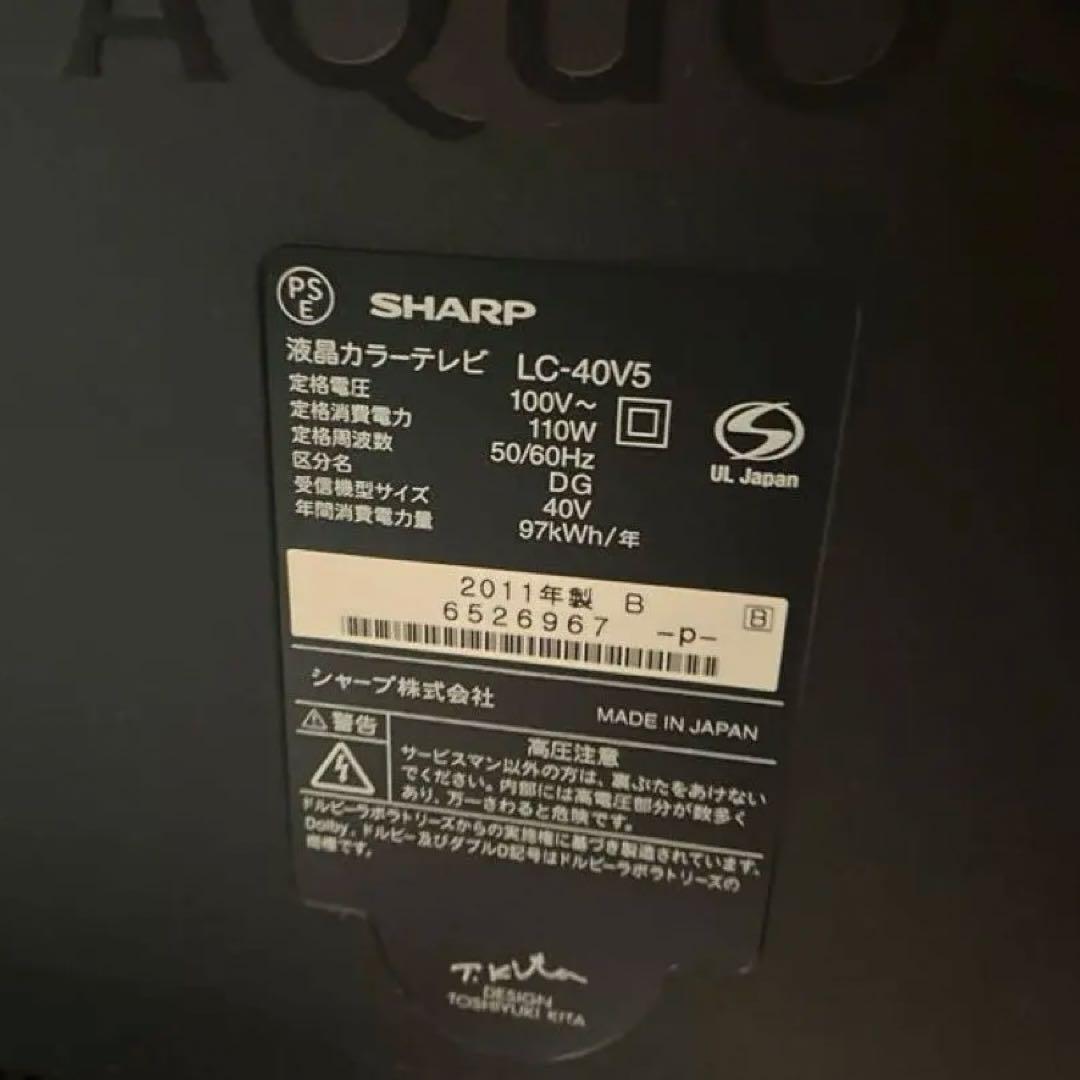 AQUO
PSE
SHARP
液晶カラーテレビ LC-40V5
定格電圧 100V～
定格消費電力 110W
定格周波数 50/60Hz
区分名 DG
受信機型サイズ 40V
年間消費電力量 97kWh/年
UL Japan
2011年製 B
B
6526967 -p-
シャープ株式会社
MADE IN JAPAN
警告
高圧注意
サービスマン以外の方は、裏ぶたをあけない
でください。内部には高電圧部分が数多く
あり、万一さわると危険です。
ドルビーラボラトリーズからの実施権に基づき製造されています。
Dolby、ドルビー及びダブルD記号はドルビーラボラトリーズの
商標です。
T.Kita
DESIGN
TOSHIYUKI KITA